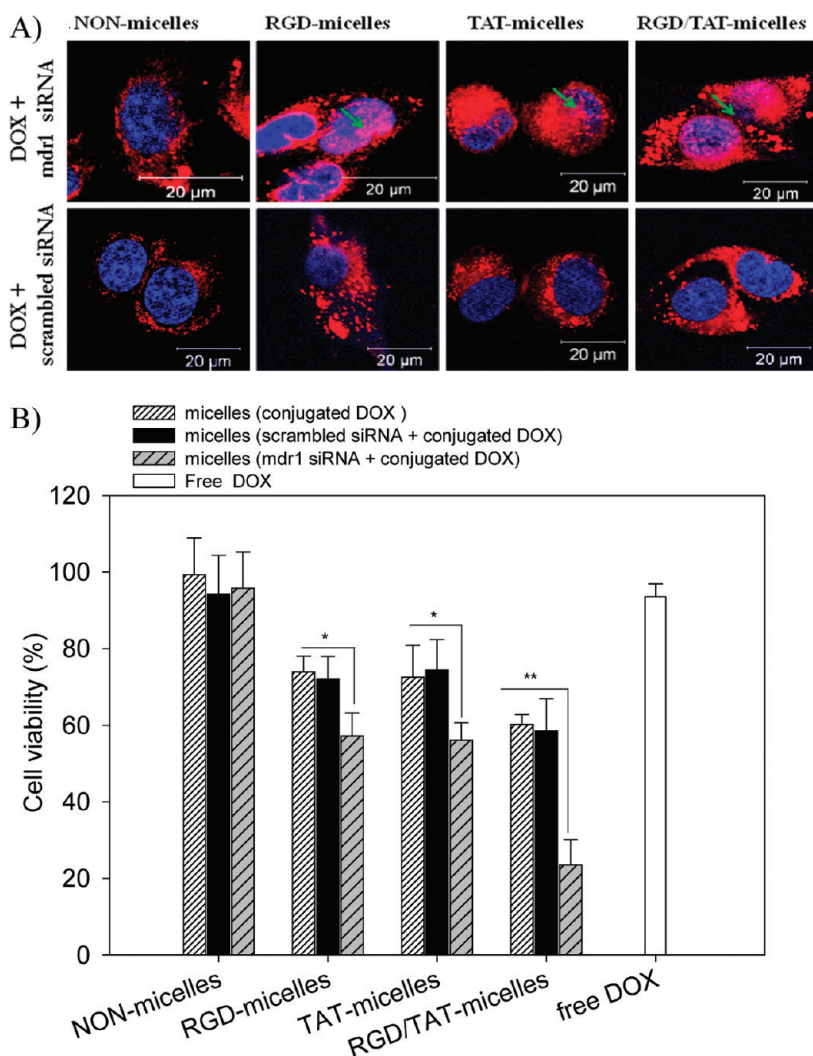 A)
.NON-micelles RGD-micelles TAT-micelles RGD/TAT-micelles
DOX +
mdr1 siRNA
20 µm 20 µm 20 µm 20 µm
DOX +
scrambled siRNA
20 µm 20 µm 20 µm 20 µm
B)
micelles (conjugated DOX )
micelles (scrambled siRNA + conjugated DOX)
micelles (mdr1 siRNA + conjugated DOX)
Free DOX
Cell viability (%)
120
100
80
60
40
20
0
* * **
NON-micelles RGD-micelles TAT-micelles RGD/TAT-micelles free DOX